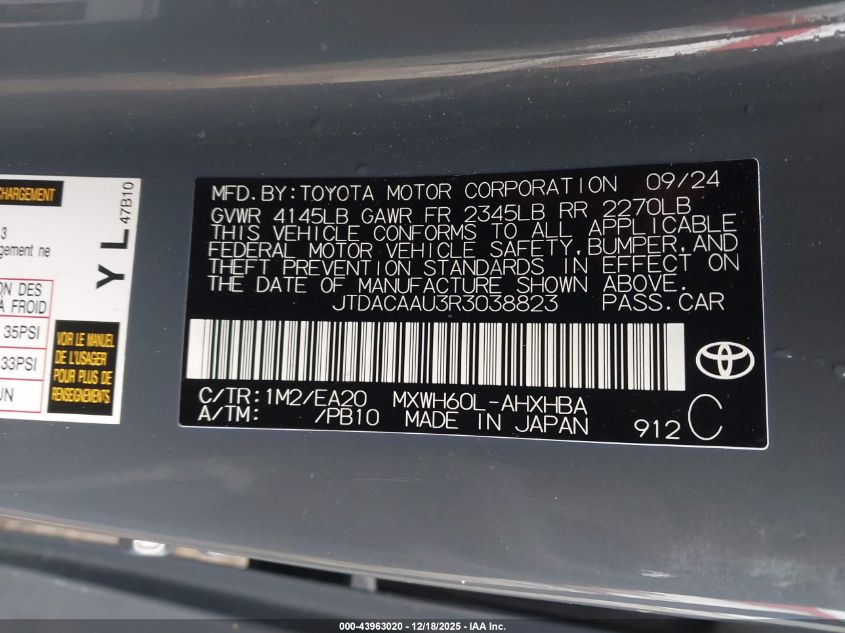 CHARGEMENT
3
gement ne
ON DES
À FROID
35PSI
33PSI
UN
YL
47B10
VOIR LE MANUEL
DE L'USAGER
POUR PLUS DE
RENSEIGNEMENTS
MFD. BY: TOYOTA MOTOR CORPORATION 09/24
GVWR 4145LB GAWR FR 2345LB RR 2270LB
THIS VEHICLE CONFORMS TO ALL APPLICABLE
FEDERAL MOTOR VEHICLE SAFETY, BUMPER, AND
THEFT PREVENTION STANDARDS IN EFFECT ON
THE DATE OF MANUFACTURE SHOWN ABOVE.
JTDACAAU3R3038823 PASS. CAR
C/TR: 1M2/EA20 MXWH60L-AHXHBA
A/TM: /PB10 MADE IN JAPAN 912 C
000-43963020 - 12/18/2025 - IAA Inc.